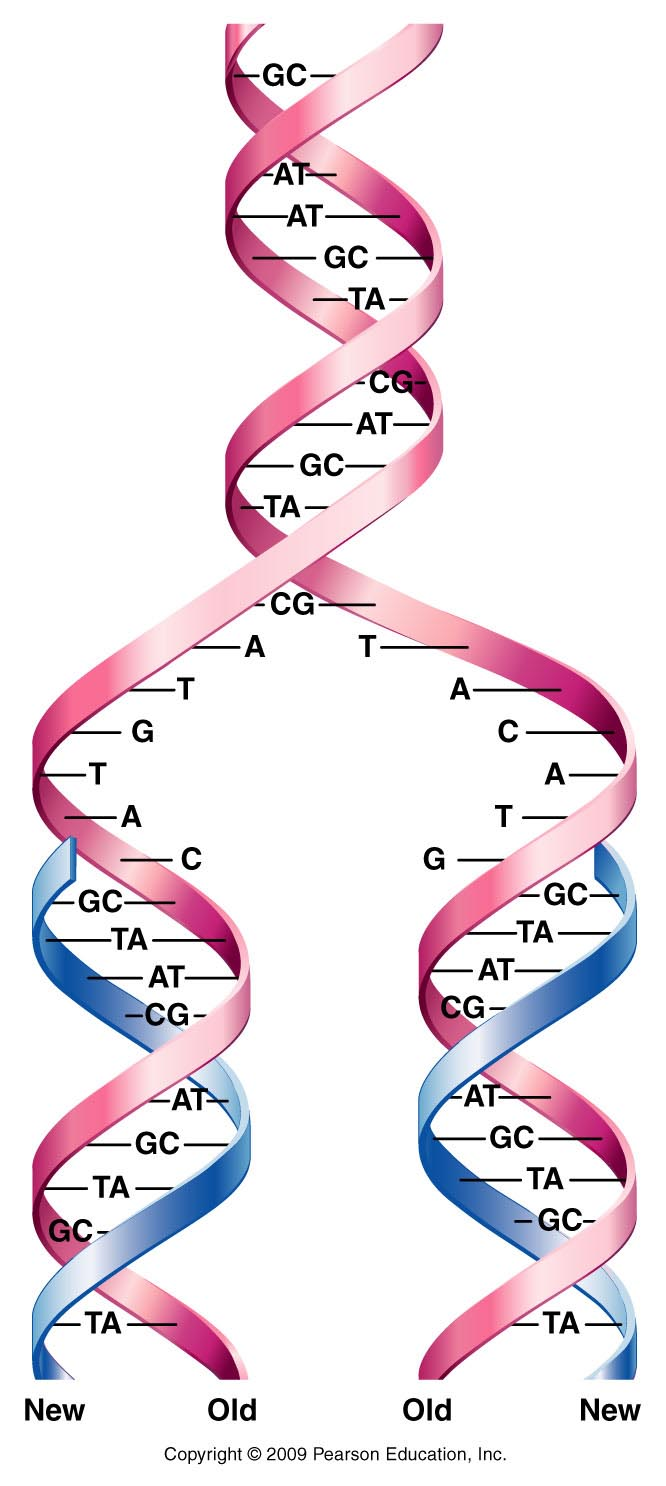 GC
AT
AT
GC
TA
CG
AT
GC
TA
CG
A T
T A
G C
T A
A T
C G
GC GC
TA TA
AT AT
CG CG
AT AT
GC GC
TA TA
GC GC
TA TA
New Old Old New
Copyright © 2009 Pearson Education, Inc.